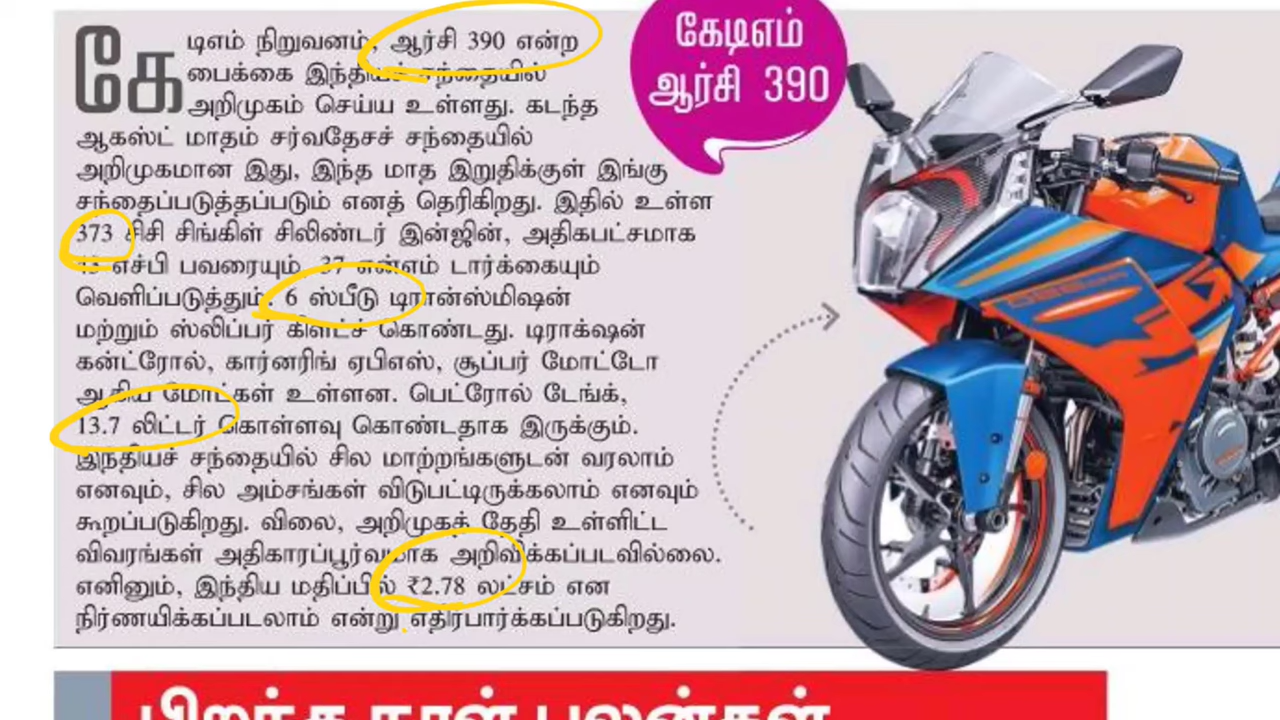 கேடிஎம் நிறுவனம், ஆர்சி 390 என்ற
பைக்கை இந்தியச் சந்தையில்
அறிமுகம் செய்ய உள்ளது. கடந்த
ஆகஸ்ட் மாதம் சர்வதேசச் சந்தையில்
அறிமுகமான இது, இந்த மாத இறுதிக்குள் இங்கு
சந்தைப்படுத்தப்படும் எனத் தெரிகிறது. இதில் உள்ள
373 சிசி சிங்கிள் சிலிண்டர் இன்ஜின், அதிகபட்சமாக
எச்பி பவரையும், 37 என்எம் டார்க்கையும்
வெளிப்படுத்தும். 6 ஸ்பீடு டிரான்ஸ்மிஷன்
மற்றும் ஸ்லிப்பர் கிளட்ச் கொண்டது. டிராக்‌ஷன்
கன்ட்ரோல், கார்னரிங் ஏபிஎஸ், சூப்பர் மோட்டோ
ஆகிய மோட்கள் உள்ளன. பெட்ரோல் டேங்க்,
13.7 லிட்டர் கொள்ளவு கொண்டதாக இருக்கும்.
இந்தியச் சந்தையில் சில மாற்றங்களுடன் வரலாம்
எனவும், சில அம்சங்கள் விடுபட்டிருக்கலாம் எனவும்
கூறப்படுகிறது. விலை, அறிமுகத் தேதி உள்ளிட்ட
விவரங்கள் அதிகாரப்பூர்வமாக அறிவிக்கப்படவில்லை.
எனினும், இந்திய மதிப்பில் ₹2.78 லட்சம் என
நிர்ணயிக்கப்படலாம் என்று எதிர்பார்க்கப்படுகிறது.
கேடிஎம்
ஆர்சி 390
பிறந்த நாள் பலன்கள்